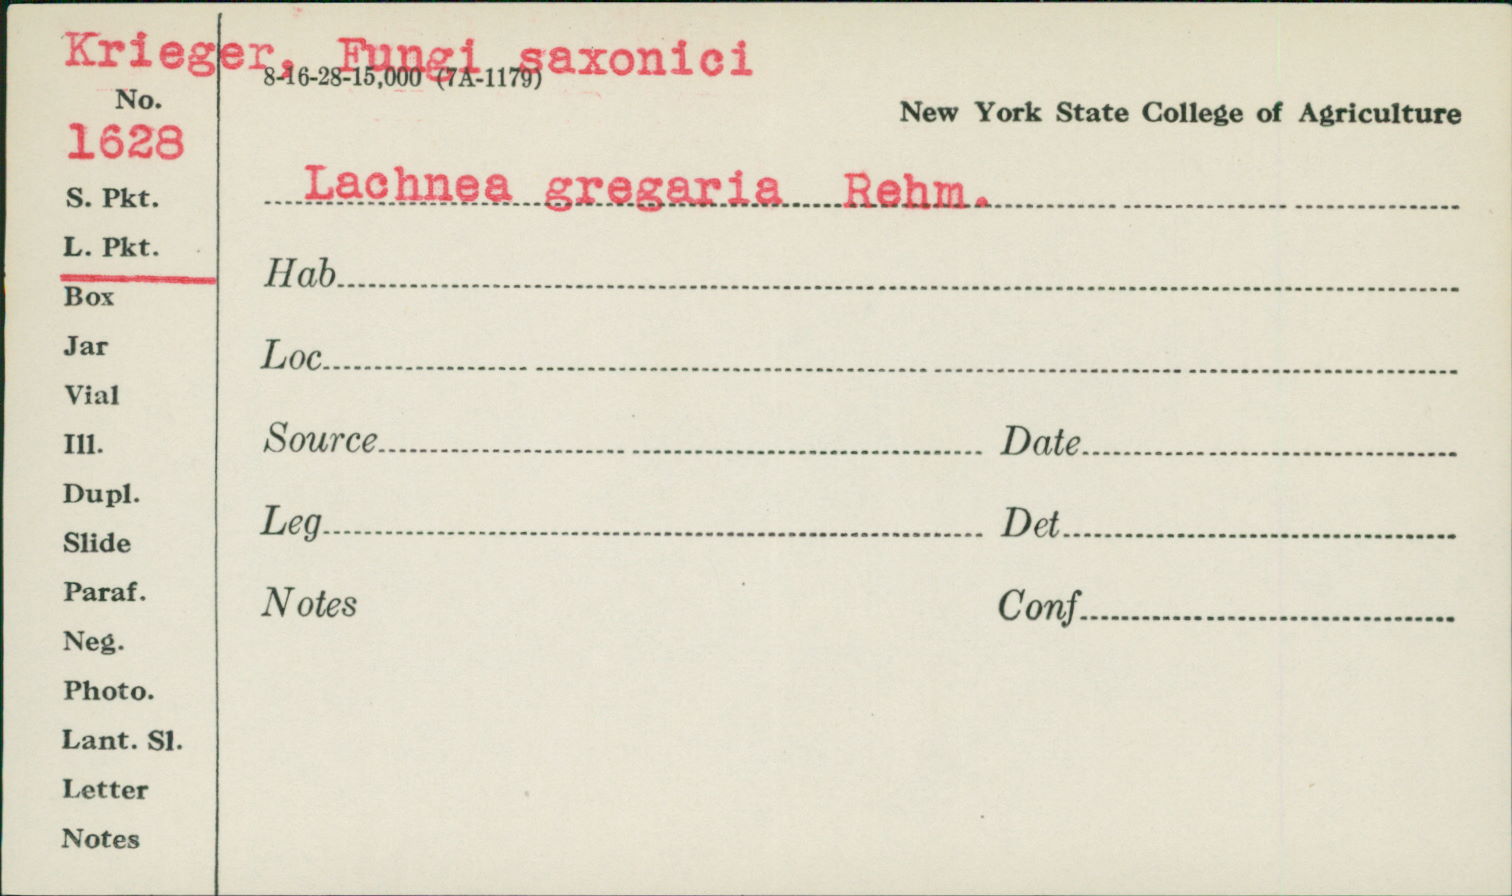 Krieger, Fungi saxonici
8-16-28-15,000 (7A-1179)
No.
New York State College of Agriculture
1628
Lachnea gregaria Rehm.
S. Pkt.
L. Pkt.
Hab
Box
Jar
Loc
Vial
Ill.
Source Date
Dupl.
Leg Det
Slide
Paraf.
Notes Conf
Neg.
Photo.
Lant. Sl.
Letter
Notes